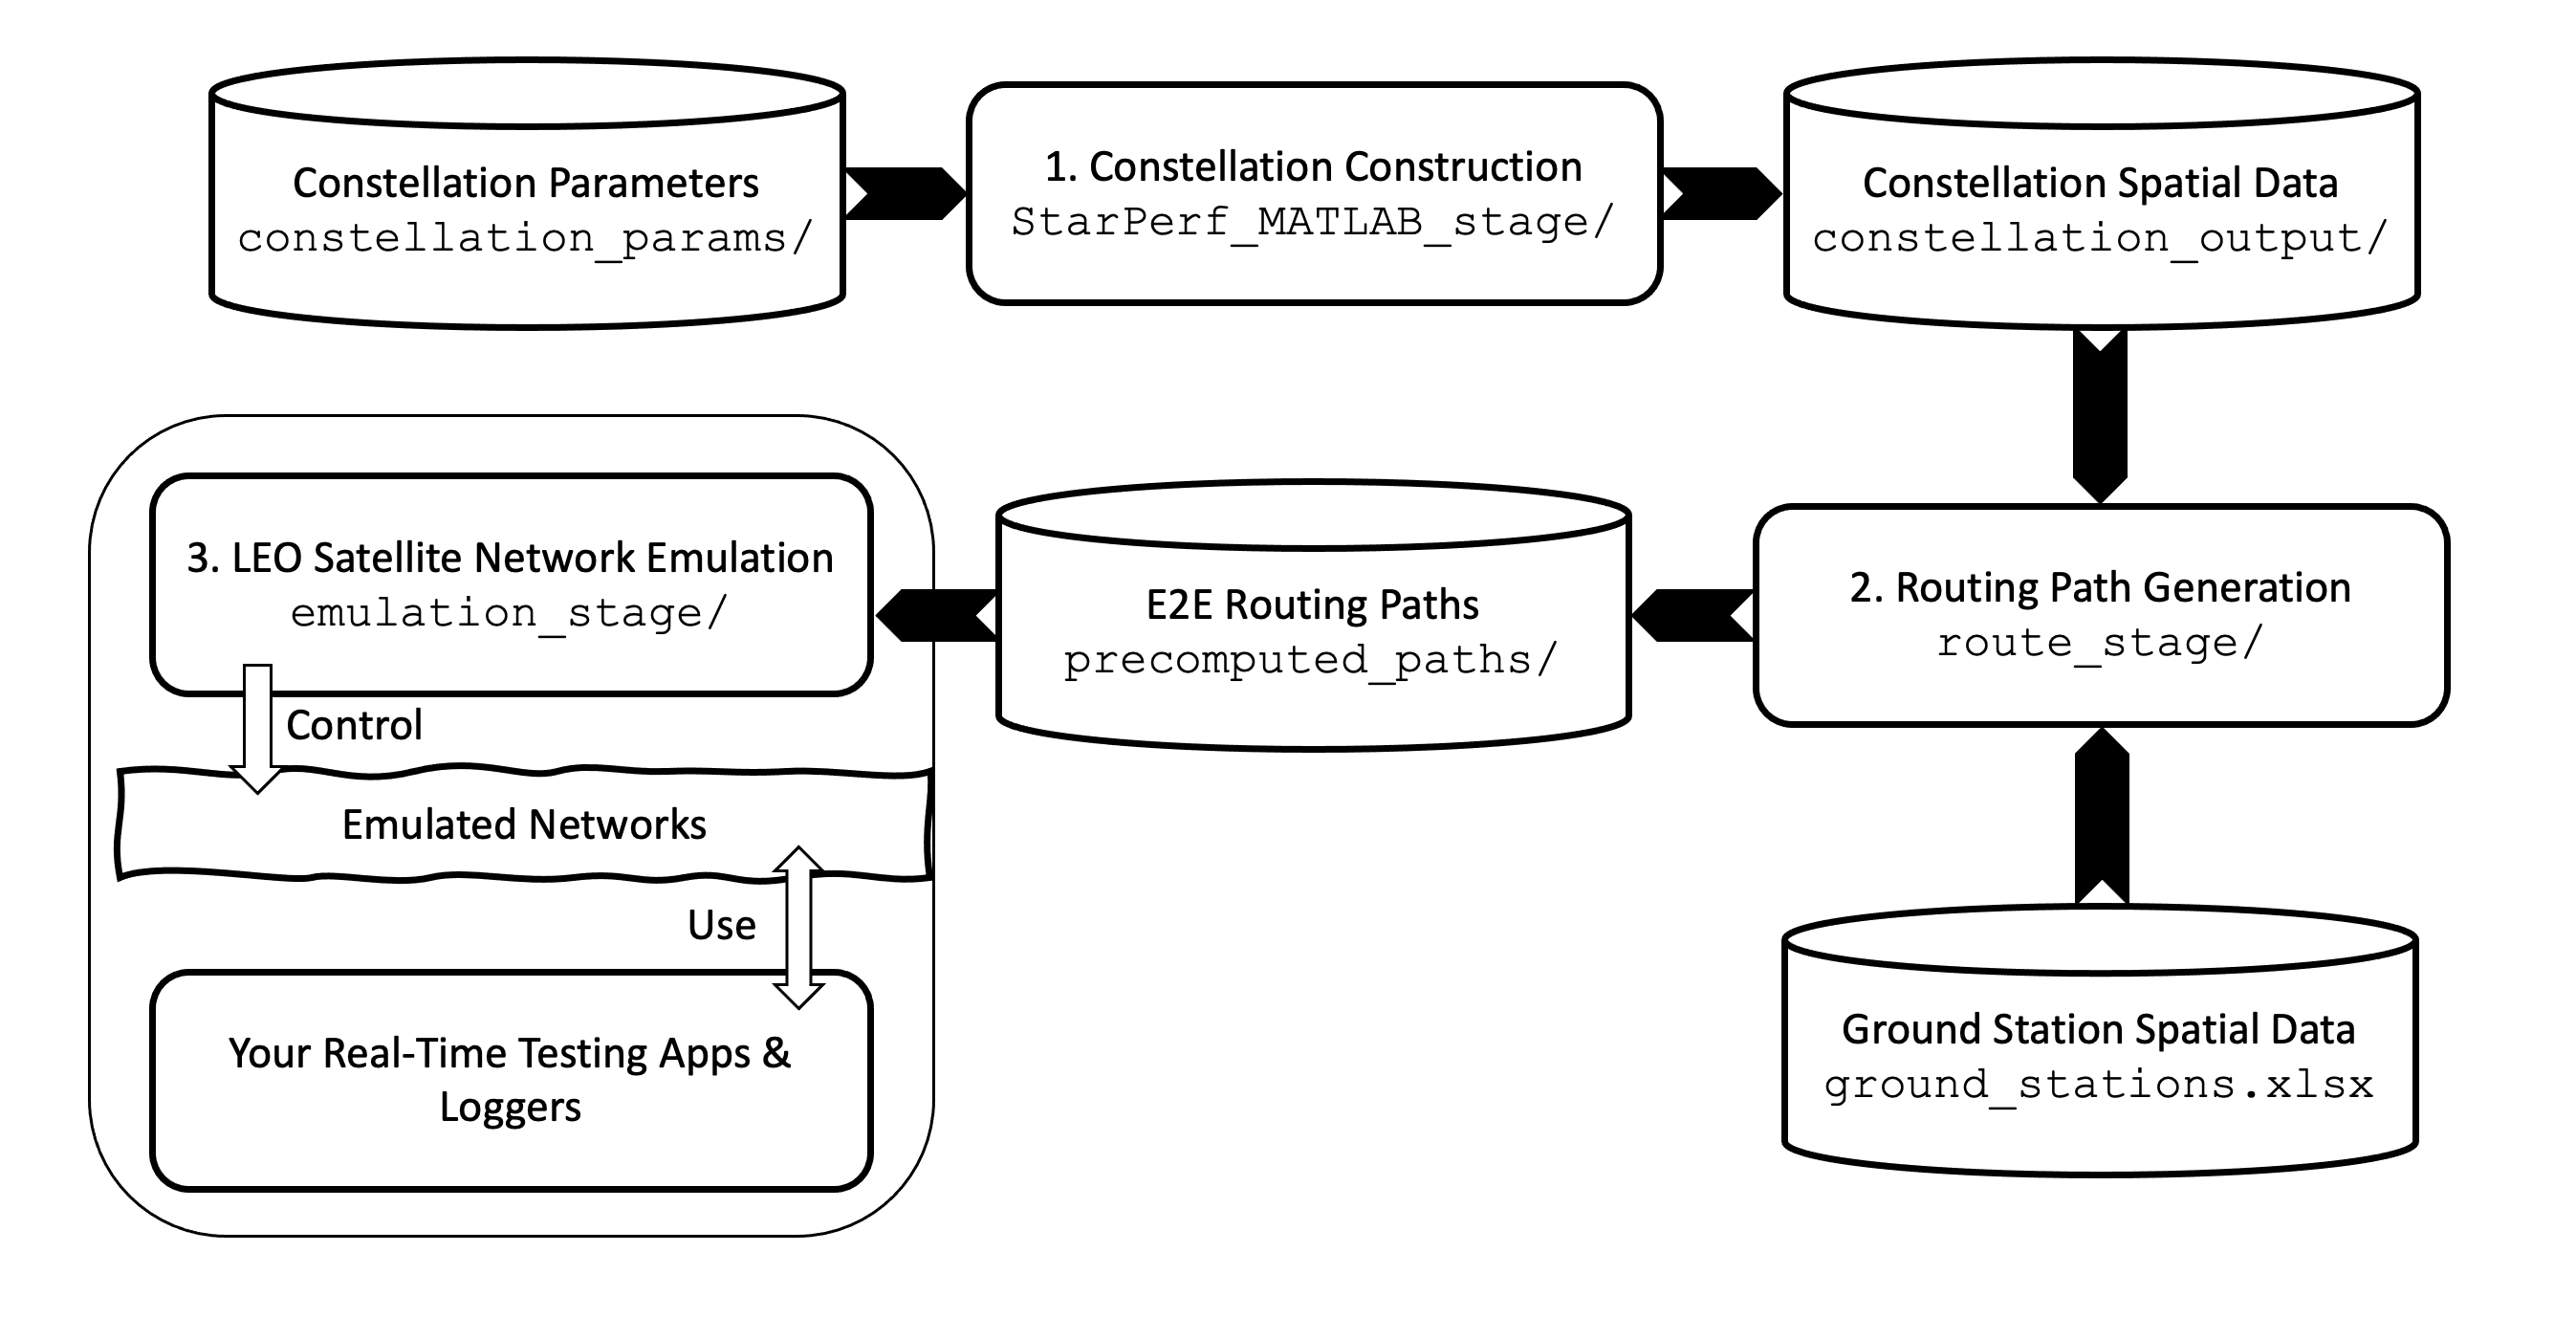 Constellation Parameters
constellation_params/
1. Constellation Construction
StarPerf_MATLAB_stage/
Constellation Spatial Data
constellation_output/
3. LEO Satellite Network Emulation
emulation_stage/
E2E Routing Paths
precomputed_paths/
2. Routing Path Generation
route_stage/
Control
Emulated Networks
Use
Your Real-Time Testing Apps &
Loggers
Ground Station Spatial Data
ground_stations.xlsx